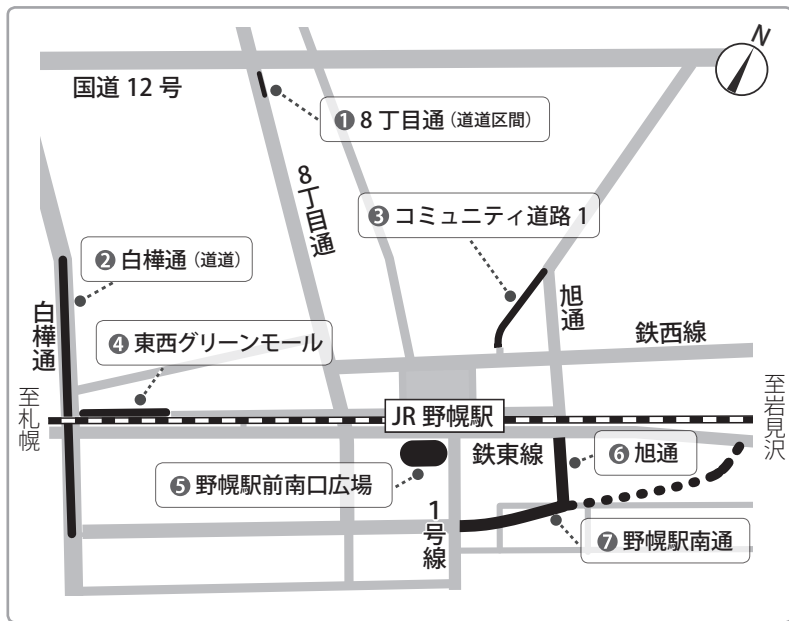 N
国道 12 号
❶ 8 丁目通 (道道区間)
8丁目通
❸ コミュニティ道路 1
❷ 白樺通 (道道)
旭通
白樺通
鉄西線
❹ 東西グリーンモール
至札幌
至岩見沢
JR 野幌駅
鉄東線
❻ 旭通
❺ 野幌駅前南口広場
1号線
❼ 野幌駅南通